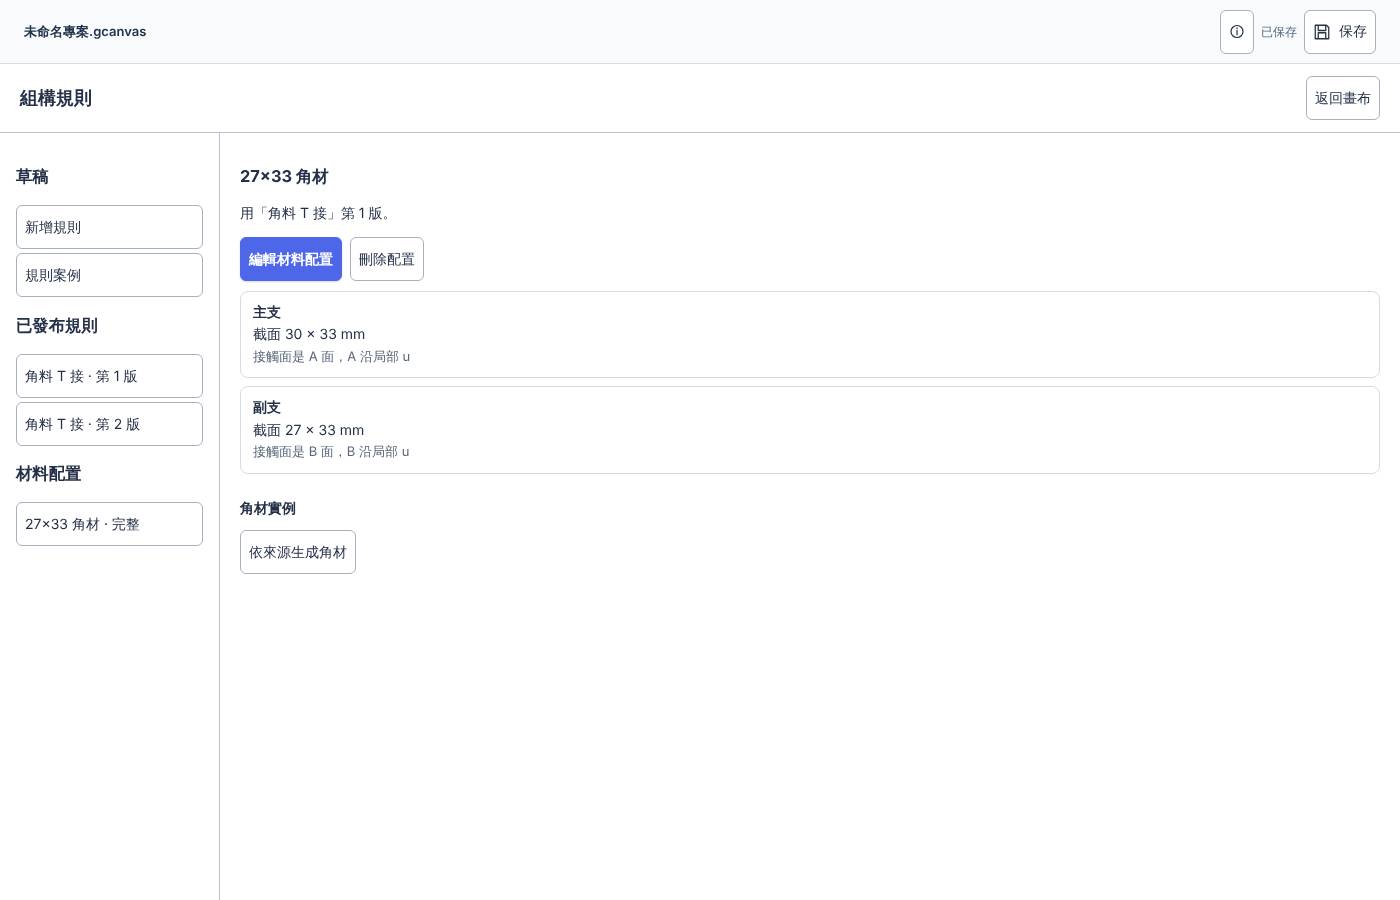 未命名專案.gcanvas
已保存
保存
組構規則
返回畫布
草稿
新增規則
規則案例
已發布規則
角料 T 接 · 第 1 版
角料 T 接 · 第 2 版
材料配置
27×33 角材 · 完整
27×33 角材
用「角料 T 接」第 1 版。
編輯材料配置
刪除配置
主支
截面 30 × 33 mm
接觸面是 A 面，A 沿局部 u
副支
截面 27 × 33 mm
接觸面是 B 面，B 沿局部 u
角材實例
依來源生成角材